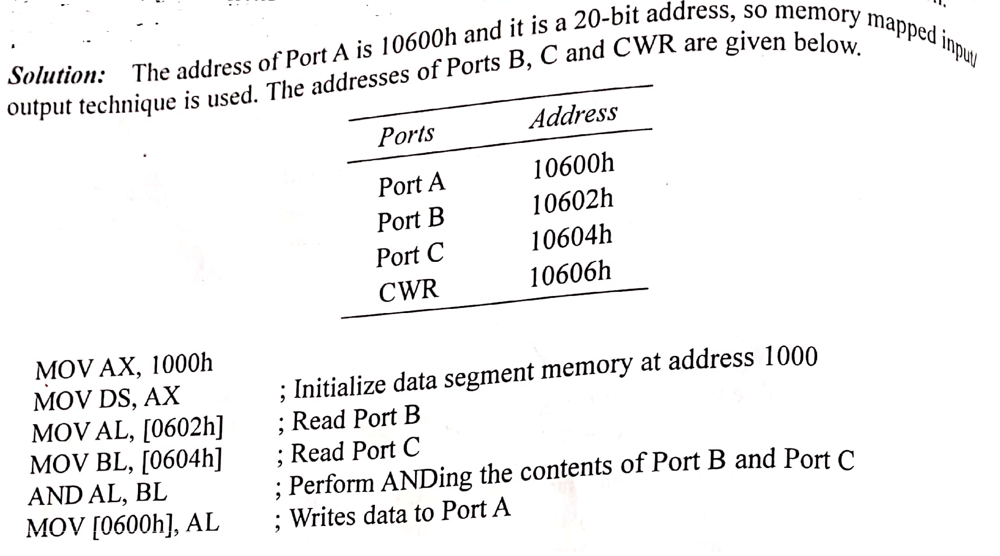 Solution: The address of Port A is 10600h and it is a 20-bit address, so memory mapped input/
output technique is used. The addresses of Ports B, C and CWR are given below.
Ports Address
Port A 10600h
Port B 10602h
Port C 10604h
CWR 10606h
MOV AX, 1000h
MOV DS, AX ; Initialize data segment memory at address 1000
MOV AL, [0602h] ; Read Port B
MOV BL, [0604h] ; Read Port C
AND AL, BL ; Perform ANDing the contents of Port B and Port C
MOV [0600h], AL ; Writes data to Port A